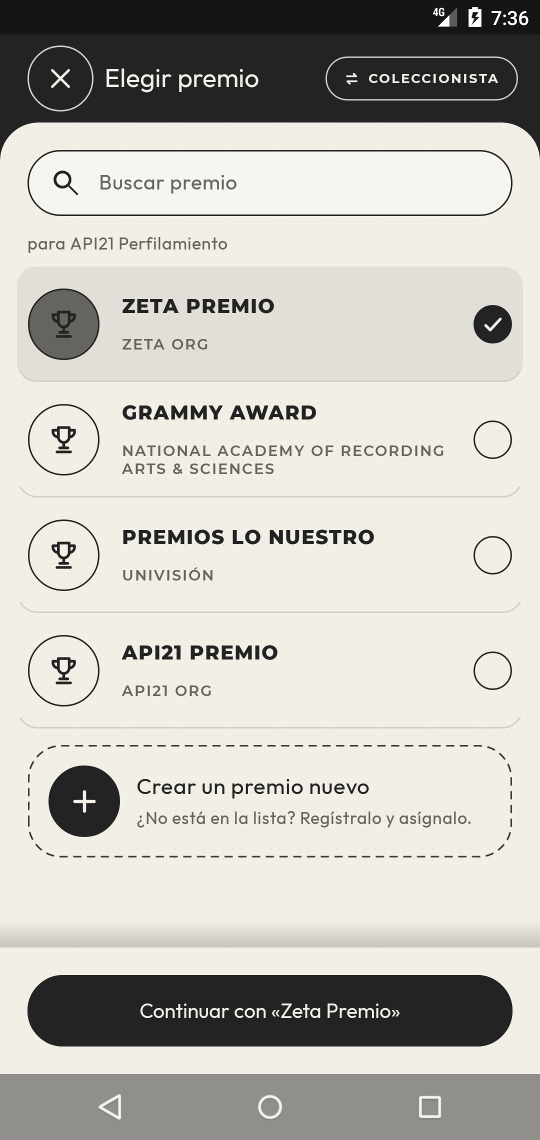 4G 7:36
Elegir premio
COLECCIONISTA
Buscar premio
para API21 Perfilamiento
ZETA PREMIO
ZETA ORG
GRAMMY AWARD
NATIONAL ACADEMY OF RECORDING
ARTS & SCIENCES
PREMIOS LO NUESTRO
UNIVISIÓN
API21 PREMIO
API21 ORG
Crear un premio nuevo
¿No está en la lista? Regístralo y asígnalo.
Continuar con «Zeta Premio»